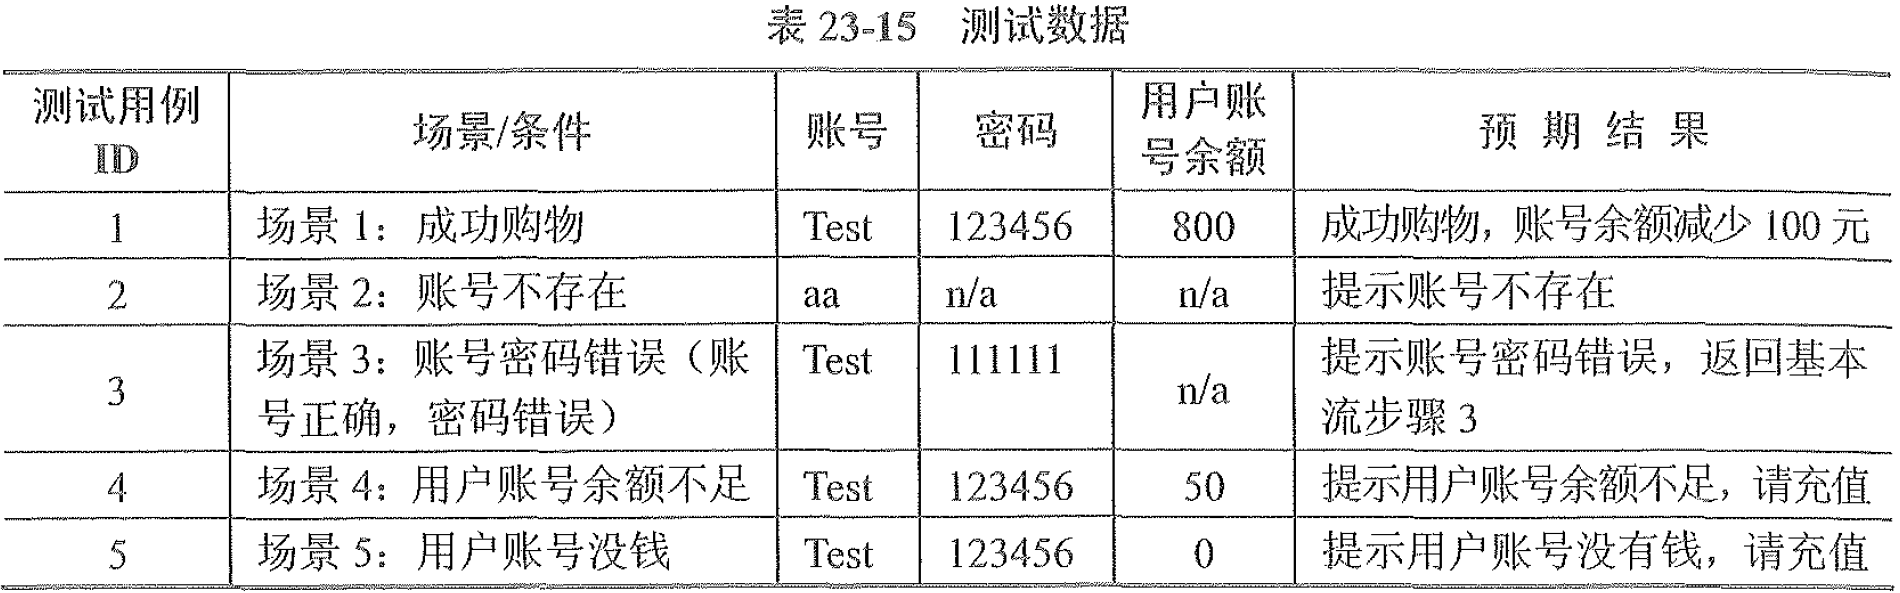 表 23-15 测试数据
测试用例 ID 场景/条件 账号 密码 用户账号余额 预期结果
1 场景 1：成功购物 Test 123456 800 成功购物，账号余额减少 100 元
2 场景 2：账号不存在 aa n/a n/a 提示账号不存在
3 场景 3：账号密码错误（账号正确，密码错误） Test 111111 n/a 提示账号密码错误，返回基本流步骤 3
4 场景 4：用户账号余额不足 Test 123456 50 提示用户账号余额不足，请充值
5 场景 5：用户账号没钱 Test 123456 0 提示用户账号没有钱，请充值